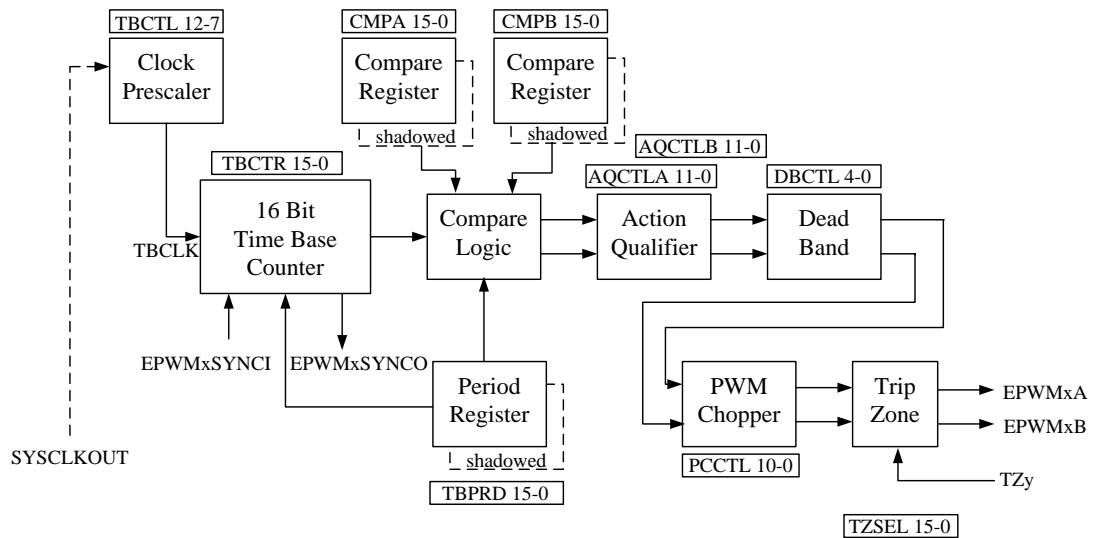 TBCTL 12-7
CMPA 15-0
CMPB 15-0
Clock
Prescaler
Compare
Register
Compare
Register
shadowed
shadowed
AQCTLB 11-0
TBCTR 15-0
AQCTLA 11-0
DBCTL 4-0
16 Bit
Time Base
Counter
Compare
Logic
Action
Qualifier
Dead
Band
TBCLK
EPWMxSYNCI
EPWMxSYNCO
Period
Register
PWM
Chopper
Trip
Zone
EPWMxA
EPWMxB
SYSCLKOUT
shadowed
PCCTL 10-0
TBPRD 15-0
TZy
TZSEL 15-0